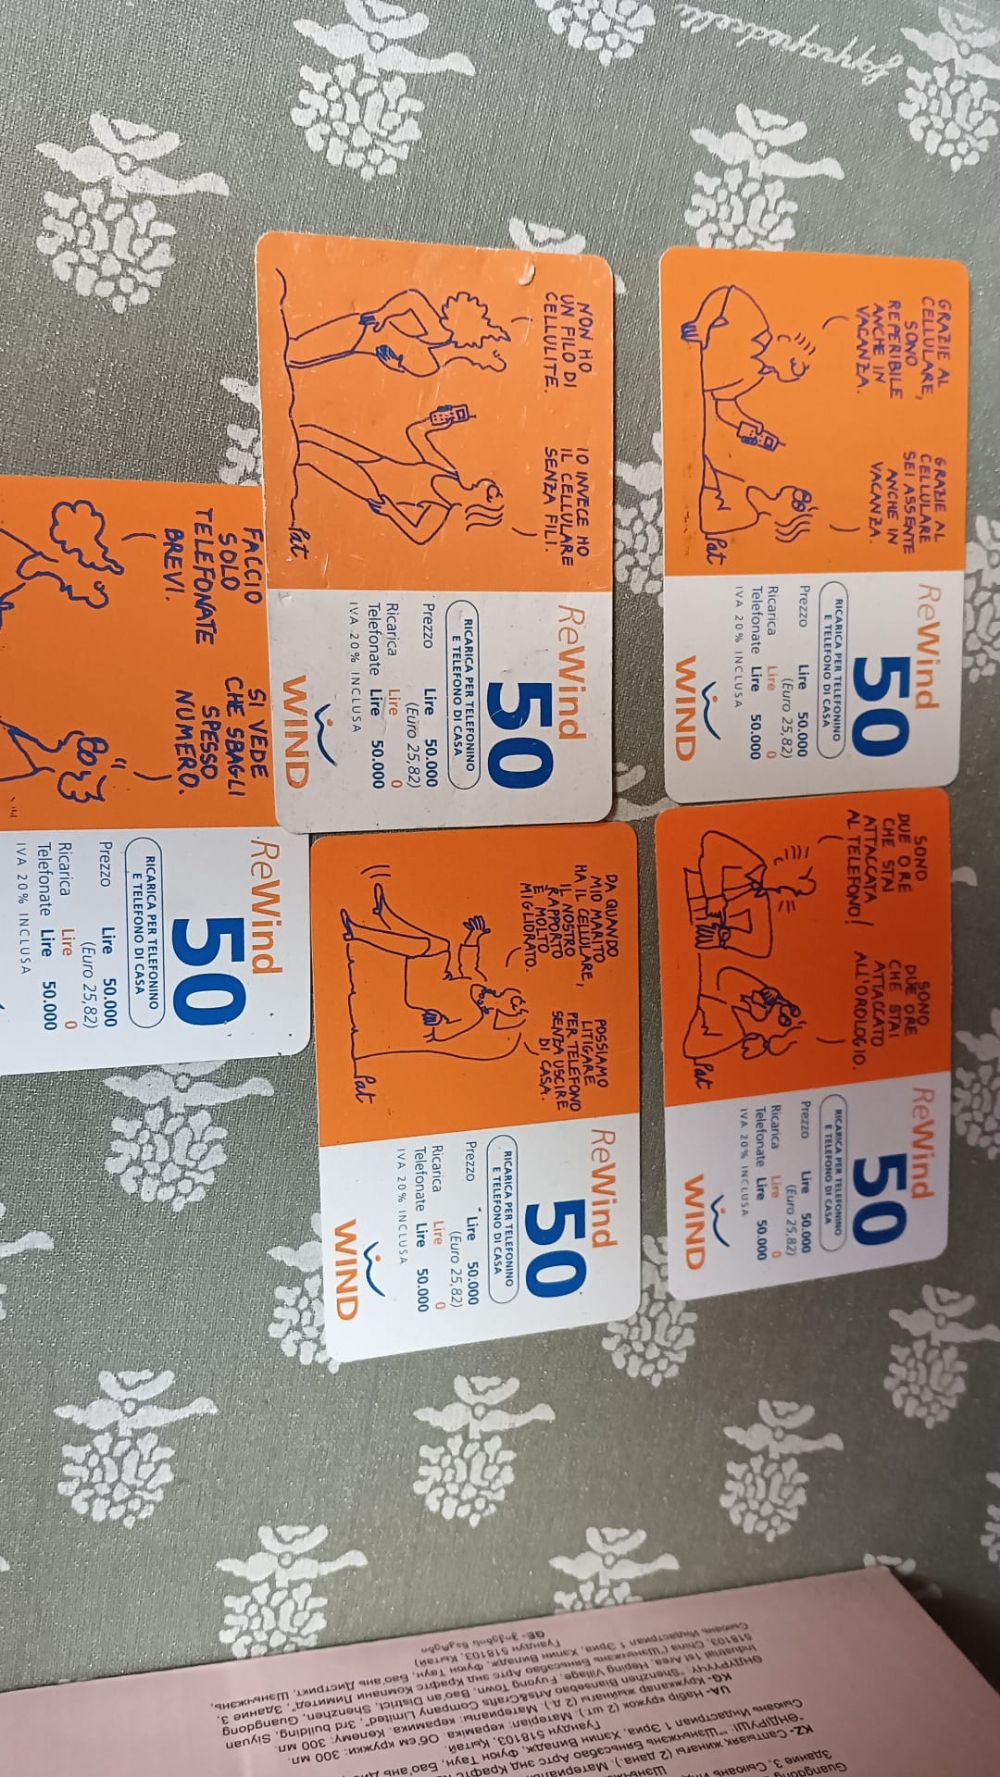 GRAZIE AL
CELLULARE,
SONO
REPERIBILE
ANCHE IN
VACANZA.
GRAZIE AL
CELLULARE
SEI ASSENTE
ANCHE IN
VACANZA.
Pat
ReWind
50
RICARICA PER TELEFONINO
E TELEFONO DI CASA
Prezzo Lire 50.000
(Euro 25,82)
Ricarica Lire 0
Telefonate Lire 50.000
IVA 20% INCLUSA
WIND
SONO
DUE ORE
CHE STAI
ATTACCATA
AL TELEFONO!
SONO
DUE ORE
CHE STAI
ATTACCATO
ALL'OROLOGIO.
Pat
ReWind
50
RICARICA PER TELEFONINO
E TELEFONO DI CASA
Prezzo Lire 50.000
(Euro 25,82)
Ricarica Lire 0
Telefonate Lire 50.000
IVA 20% INCLUSA
WIND
NON HO
UN FILO DI
CELLULITE.
IO INVECE HO
IL CELLULARE
SENZA FILI.
Pat
ReWind
50
RICARICA PER TELEFONINO
E TELEFONO DI CASA
Prezzo Lire 50.000
(Euro 25,82)
Ricarica Lire 0
Telefonate Lire 50.000
IVA 20% INCLUSA
WIND
DA QUANDO
MIO MARITO
HA IL CELLULARE,
IL NOSTRO
RAPPORTO
È MOLTO
MIGLIORATO.
POSSIAMO
LITIGARE
PER TELEFONO
SENZA USCIRE
DI CASA.
Pat
ReWind
50
RICARICA PER TELEFONINO
E TELEFONO DI CASA
Prezzo Lire 50.000
(Euro 25,82)
Ricarica Lire 0
Telefonate Lire 50.000
IVA 20% INCLUSA
WIND
FACCIO
SOLO
TELEFONATE
BREVI.
SI VEDE
CHE SBAGLI
SPESSO
NUMERO.
ReWind
50
RICARICA PER TELEFONINO
E TELEFONO DI CASA
Prezzo Lire 50.000
(Euro 25,82)
Ricarica Lire 0
Telefonate Lire 50.000
IVA 20% INCLUSA